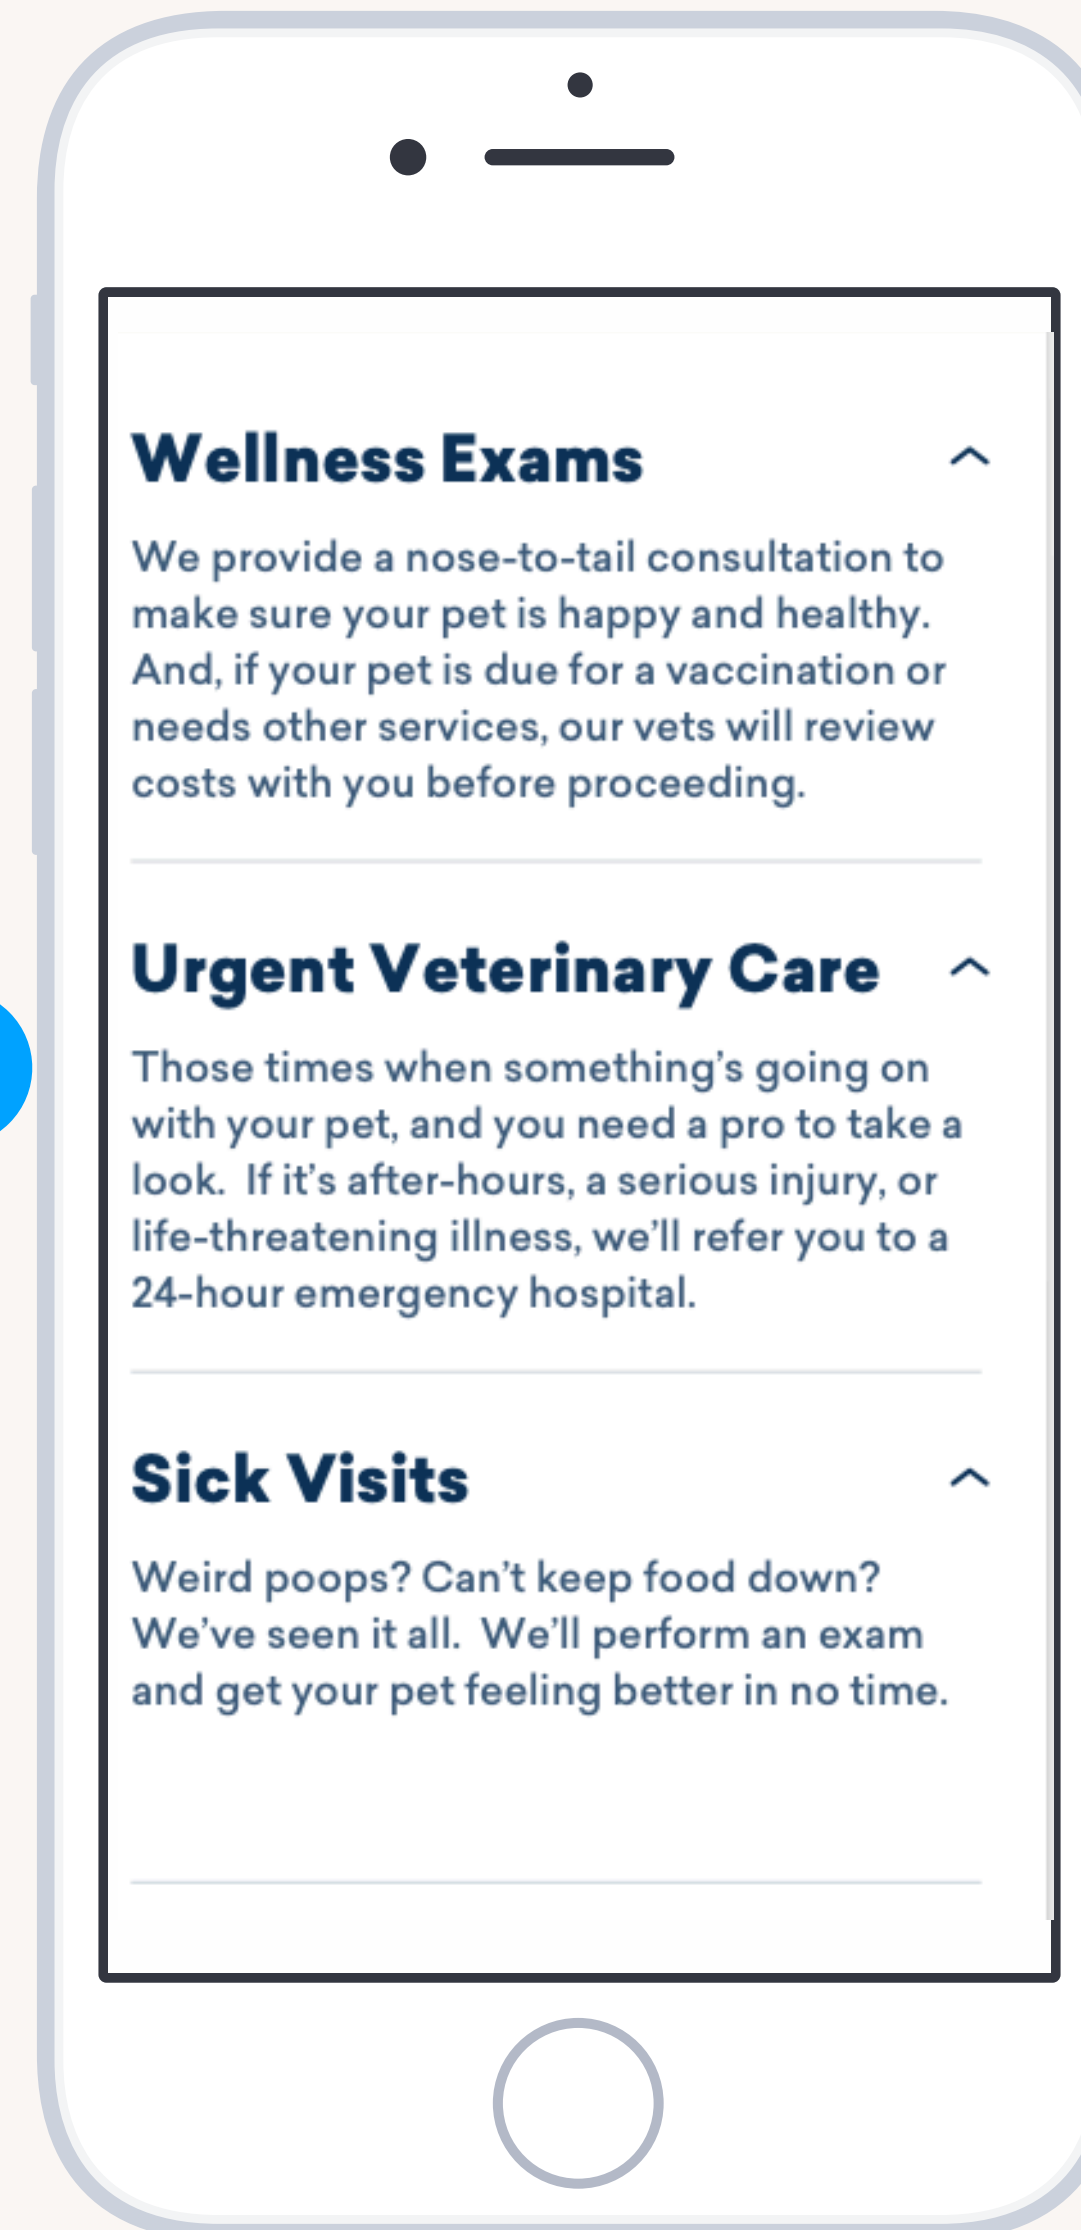 Wellness Exams
We provide a nose-to-tail consultation to
make sure your pet is happy and healthy.
And, if your pet is due for a vaccination or
needs other services, our vets will review
costs with you before proceeding.
Urgent Veterinary Care
Those times when something’s going on
with your pet, and you need a pro to take a
look.  If it’s after-hours, a serious injury, or
life-threatening illness, we’ll refer you to a
24-hour emergency hospital.
Sick Visits
Weird poops? Can’t keep food down?
We’ve seen it all.  We’ll perform an exam
and get your pet feeling better in no time.